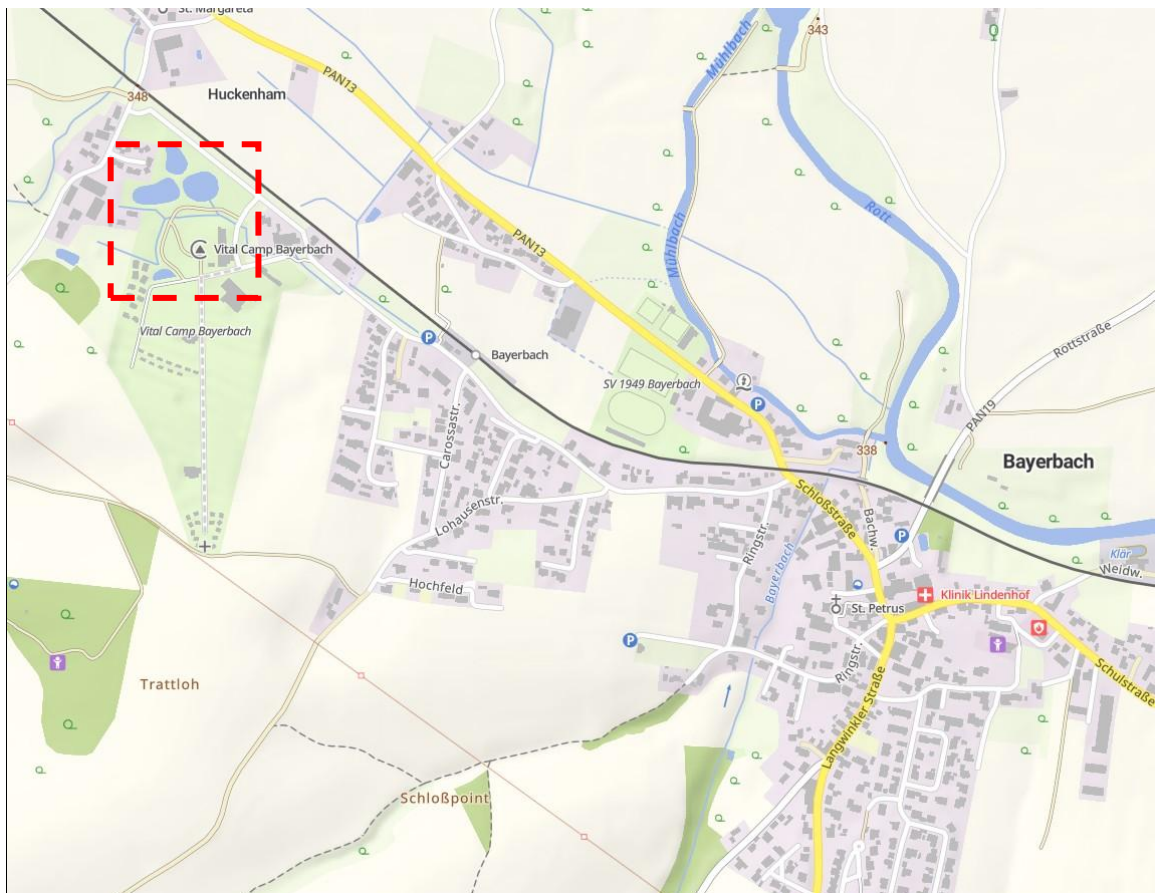 St. Margareta
343
Mühlbach
PAN13
Huckenham
348
Rott
Mühlbach
PAN13
Vital Camp Bayerbach
Vital Camp Bayerbach
Rottstraße
P
Bayerbach
SV 1949 Bayerbach
P
PAN19
Carossastr.
338
Bayerbach
Schloßstraße
Lohausenstr.
Ringstr.
Bachw.
P
Bayerbach
Klär
Weidw.
Hochfeld
Klinik Lindenhof
St. Petrus
P
Ringstr.
Schulstraße
Trattloh
Langwinkler Straße
Schloßpoint